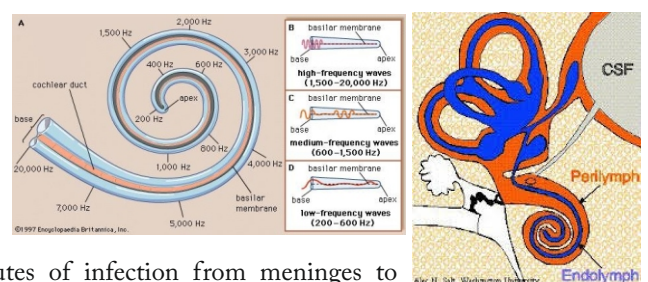 A
2,000 Hz
1,500 Hz
3,000 Hz
cochlear duct
400 Hz
600 Hz
apex
200 Hz
base
800 Hz
1,000 Hz
4,000 Hz
20,000 Hz
basilar
membrane
7,000 Hz
5,000 Hz
©1997 Encyclopaedia Britannica, Inc.
B
basilar membrane
base
apex
high-frequency waves
(1,500–20,000 Hz)
C
basilar membrane
base
apex
medium-frequency waves
(600–1,500 Hz)
D
basilar membrane
base
apex
low-frequency waves
(200–600 Hz)
CSF
Perilymph
Endolymph
Washington University
utes of infection from meninges to